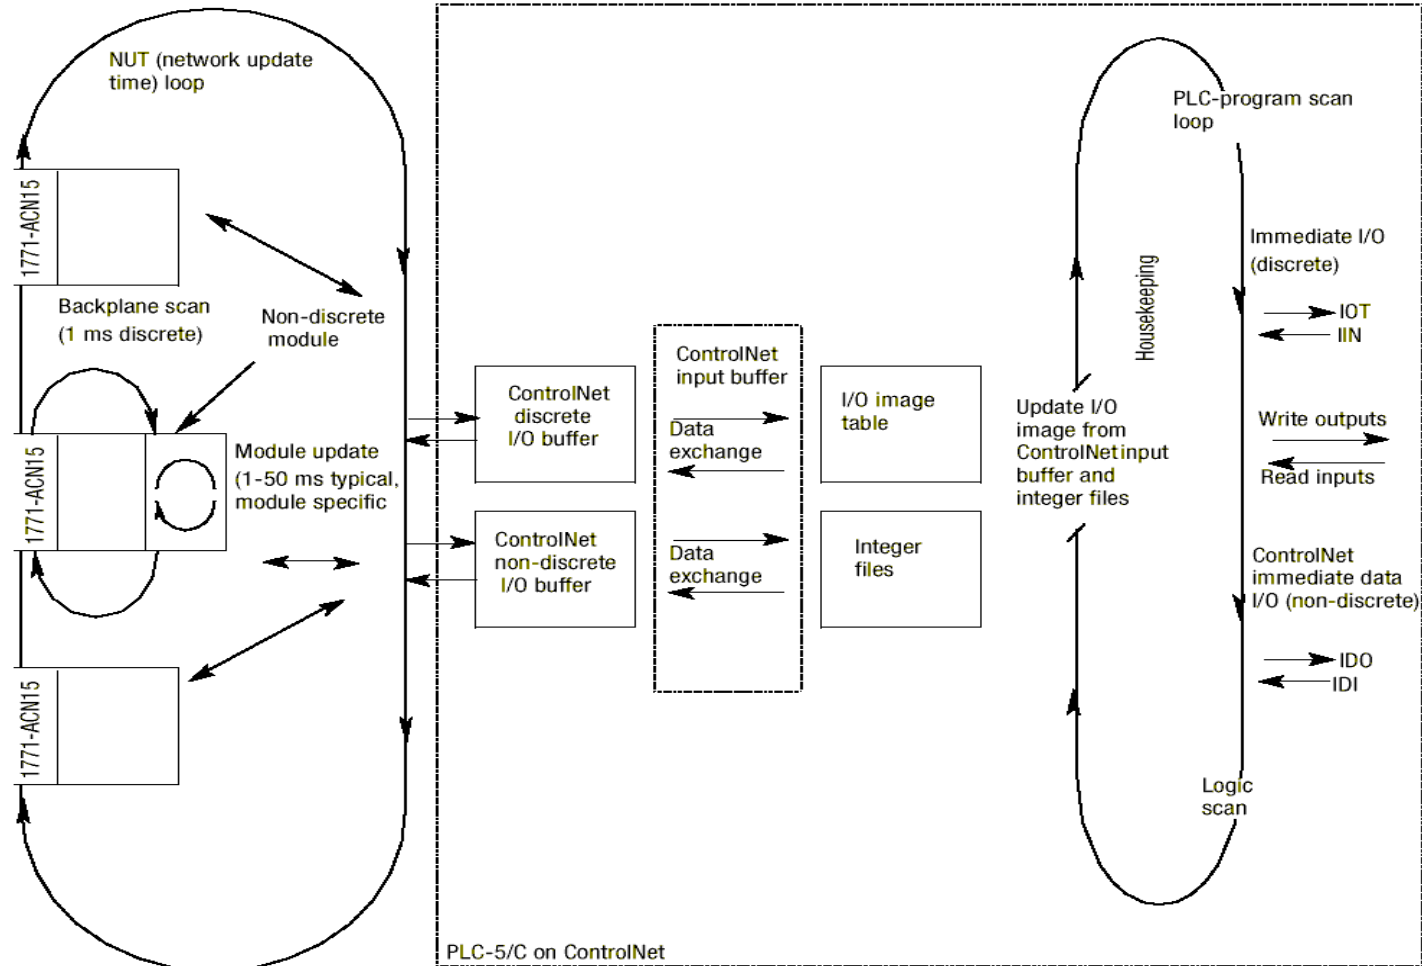 NUT (network update
time) loop
1771-ACN15
Backplane scan
(1 ms discrete)
Non-discrete
module
1771-ACN15
Module update
(1-50 ms typical,
module specific
1771-ACN15
ControlNet
discrete
I/O buffer
ControlNet
non-discrete
I/O buffer
ControlNet
input buffer
Data
exchange
Data
exchange
I/O image
table
Integer
files
PLC-program scan
loop
Housekeeping
Update I/O
image from
ControlNet input
buffer and
integer files
Immediate I/O
(discrete)
IOT
IIN
Write outputs
Read inputs
ControlNet
immediate data
I/O (non-discrete)
IDO
IDI
Logic
scan
PLC-5/C on ControlNet